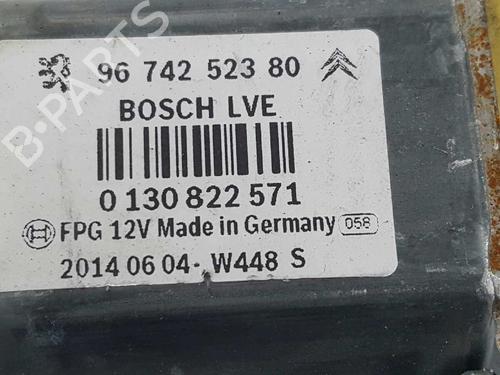 96 742 523 80
BOSCH LVE
0 130 822 571
FPG 12V Made in Germany 058
2014 06 04- W448 S
B-PARTS